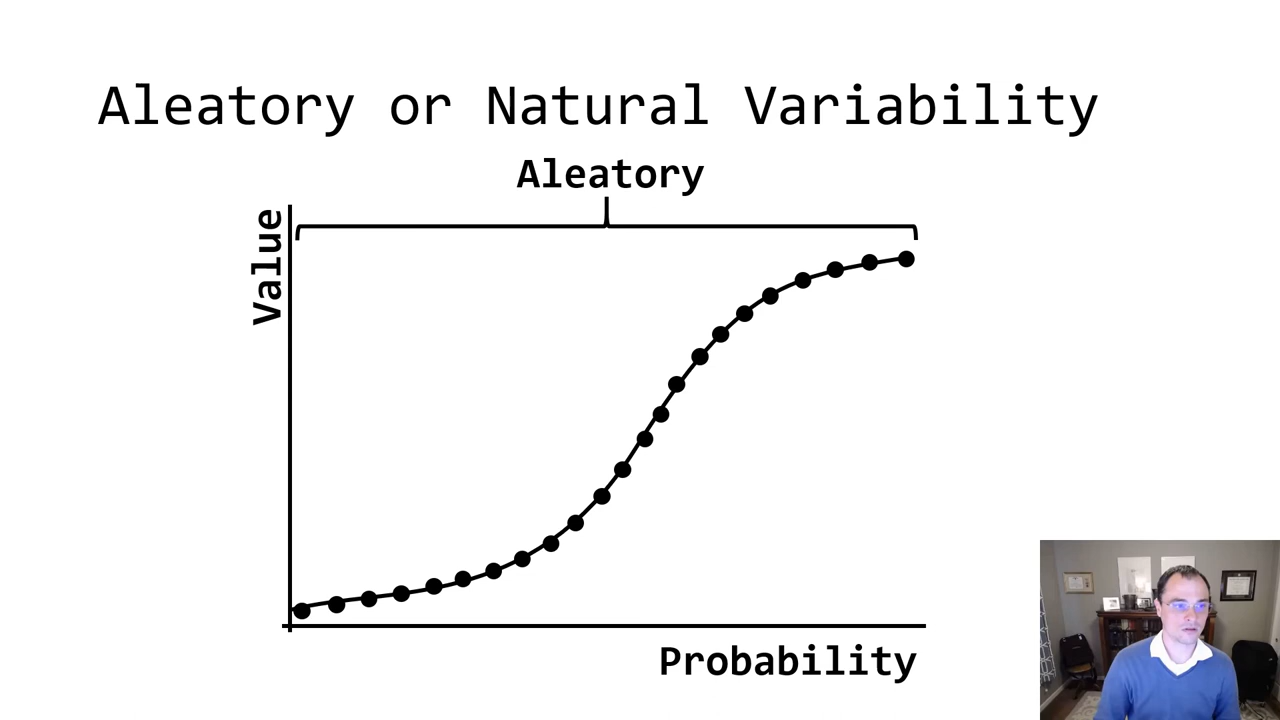 Aleatory or Natural Variability
Aleatory
Value
Probability